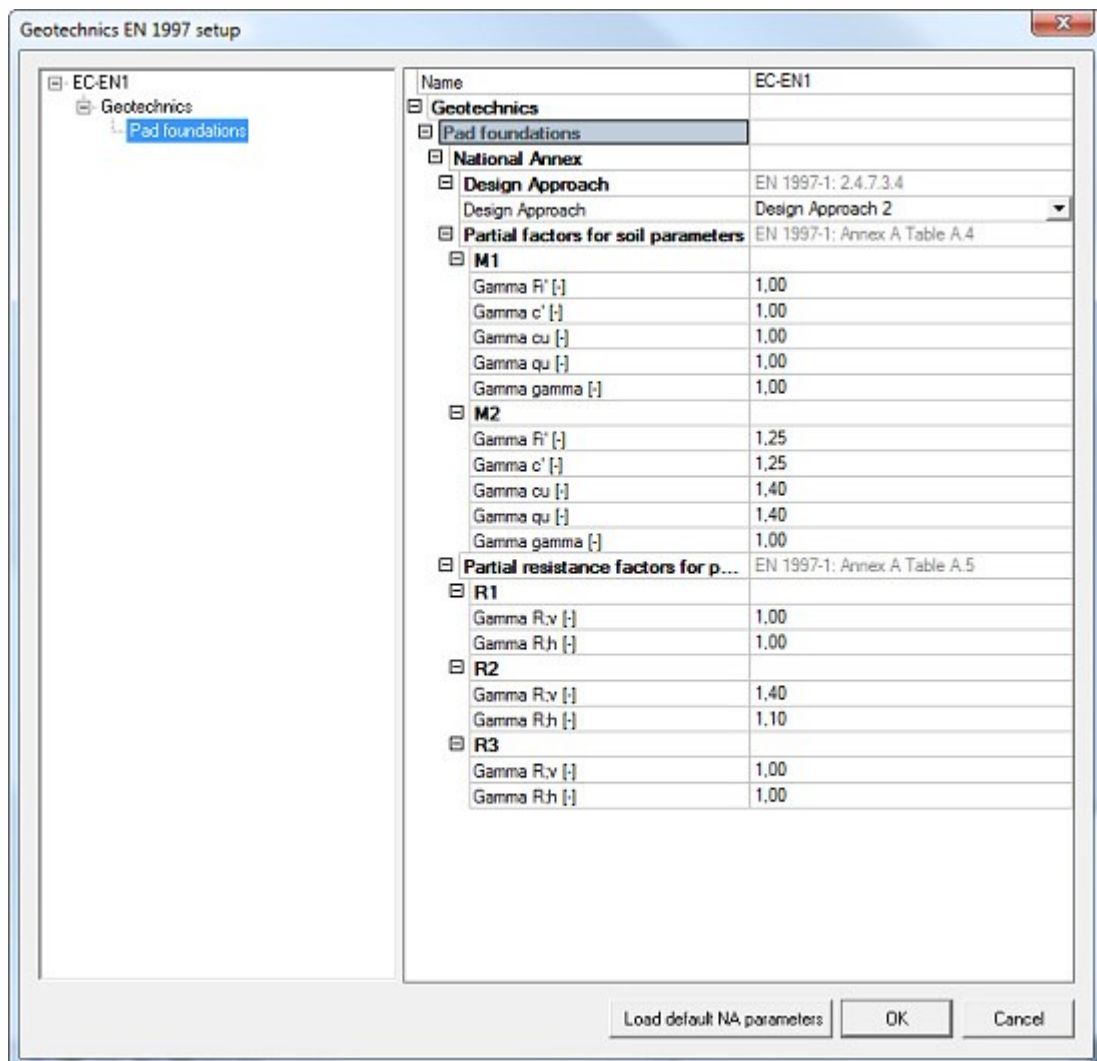 Geotechnics EN 1997 setup
EC-EN1
Geotechnics
Pad foundations
Name EC-EN1
Geotechnics
Pad foundations
National Annex
Design Approach EN 1997-1: 2.4.7.3.4
Design Approach Design Approach 2
Partial factors for soil parameters EN 1997-1: Annex A Table A.4
M1
Gamma Fi' [-] 1,00
Gamma c' [-] 1,00
Gamma cu [-] 1,00
Gamma qu [-] 1,00
Gamma gamma [-] 1,00
M2
Gamma Fi' [-] 1,25
Gamma c' [-] 1,25
Gamma cu [-] 1,40
Gamma qu [-] 1,40
Gamma gamma [-] 1,00
Partial resistance factors for p... EN 1997-1: Annex A Table A.5
R1
Gamma R;v [-] 1,00
Gamma R;h [-] 1,00
R2
Gamma R;v [-] 1,40
Gamma R;h [-] 1,10
R3
Gamma R;v [-] 1,00
Gamma R;h [-] 1,00
Load default NA parameters OK Cancel